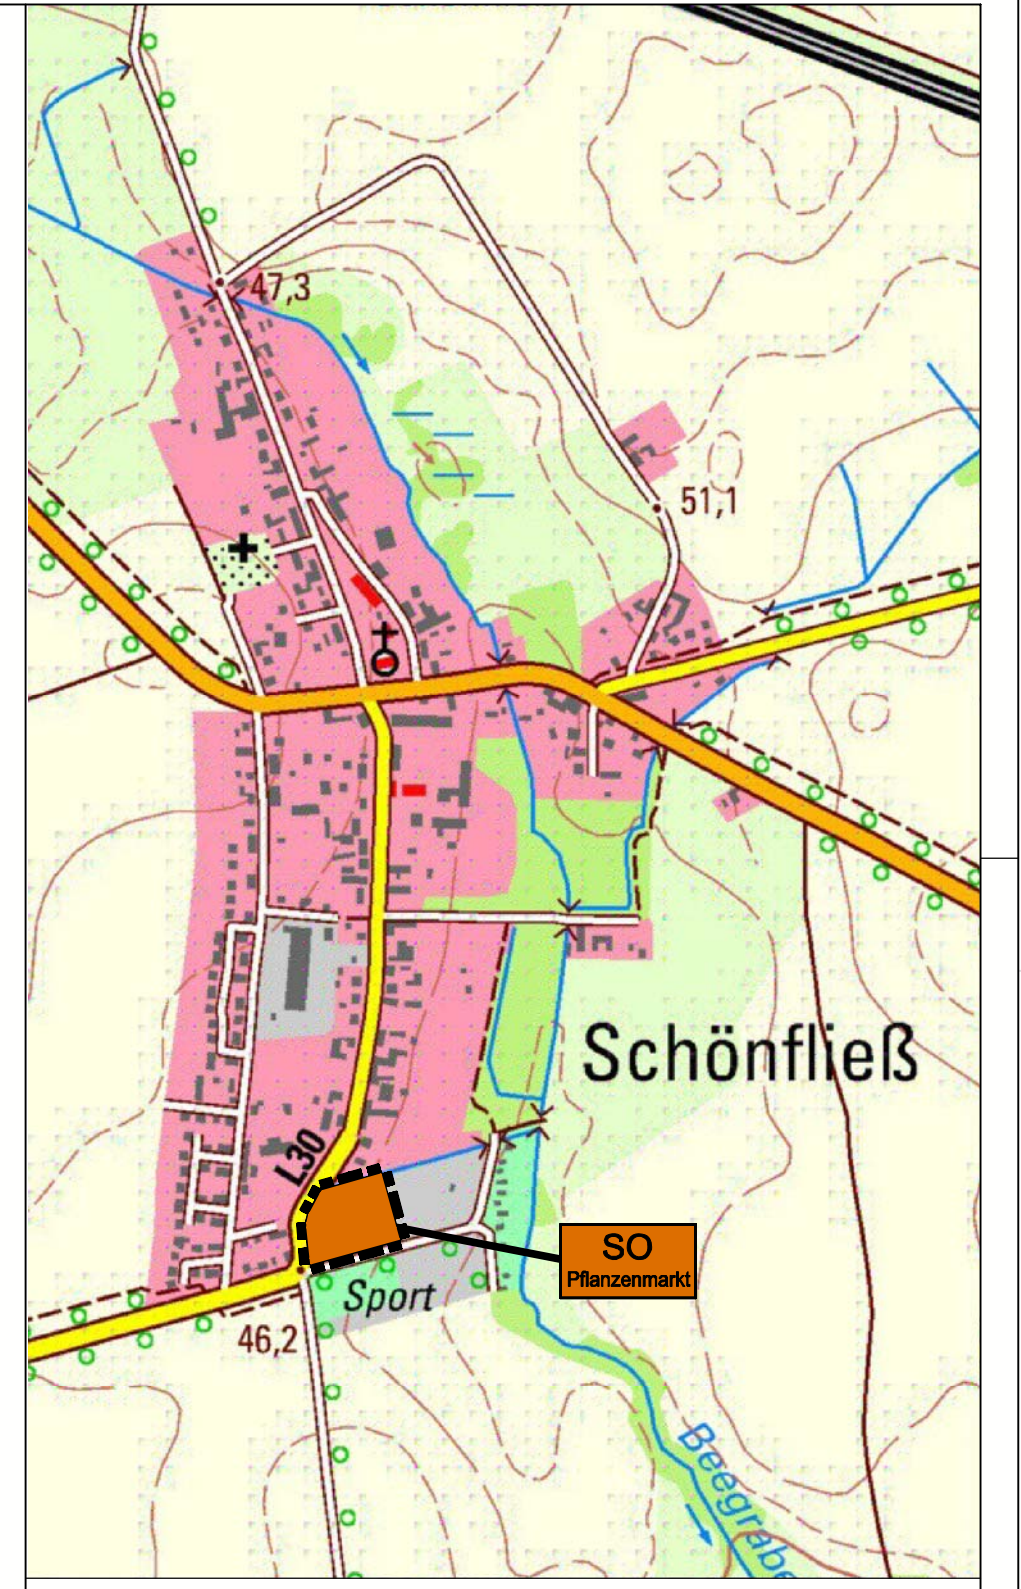 47,3
51,1
Schönfließ
L30
SO
Pflanzenmarkt
Sport
46,2
Beegrabe